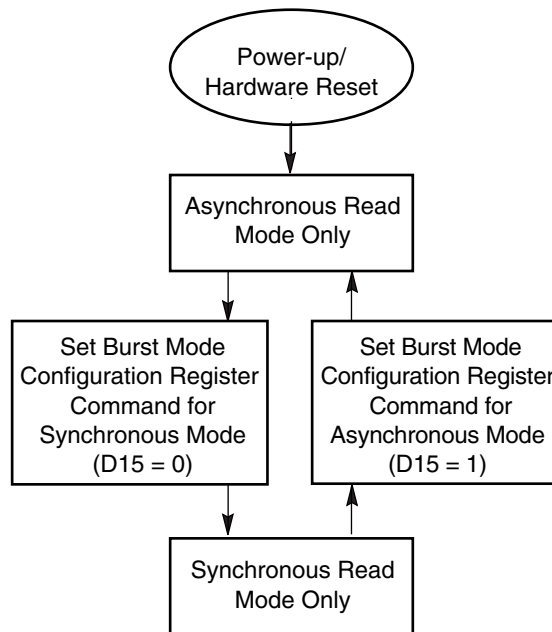 Power-up/
Hardware Reset
Asynchronous Read
Mode Only
Set Burst Mode
Configuration Register
Command for
Synchronous Mode
(D15 = 0)
Set Burst Mode
Configuration Register
Command for
Asynchronous Mode
(D15 = 1)
Synchronous Read
Mode Only